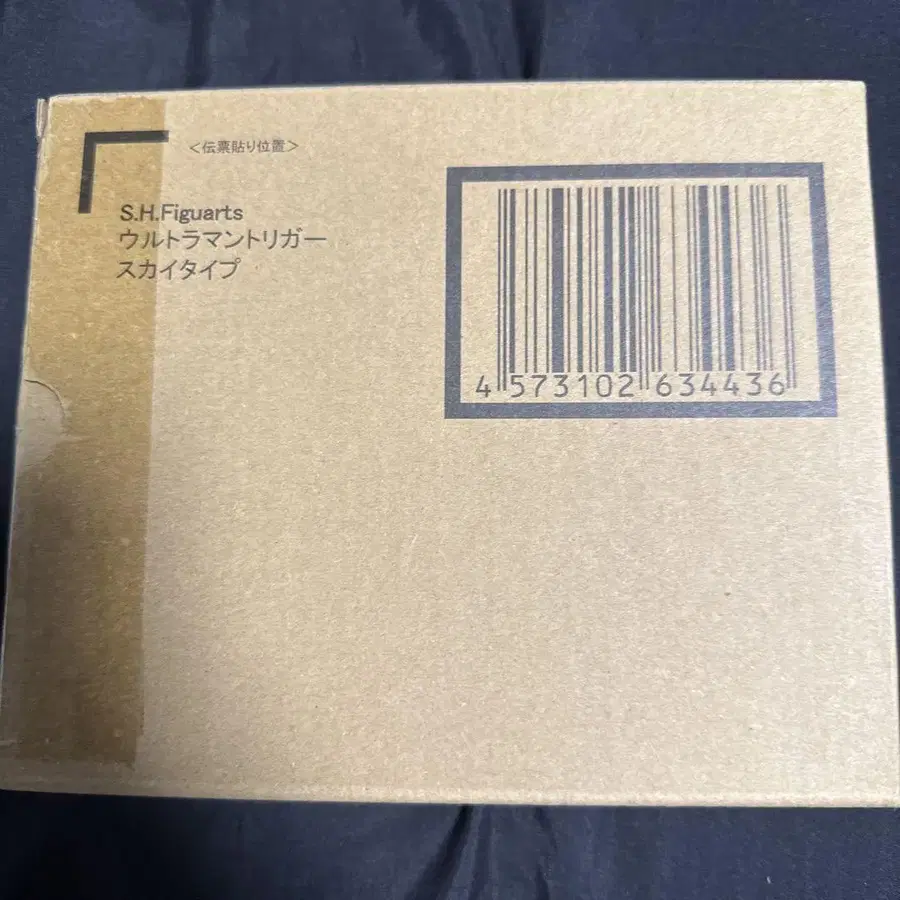 <伝票貼り位置>
S.H.Figuarts
ウルトラマントリガー
スカイタイプ
4 573102 634436